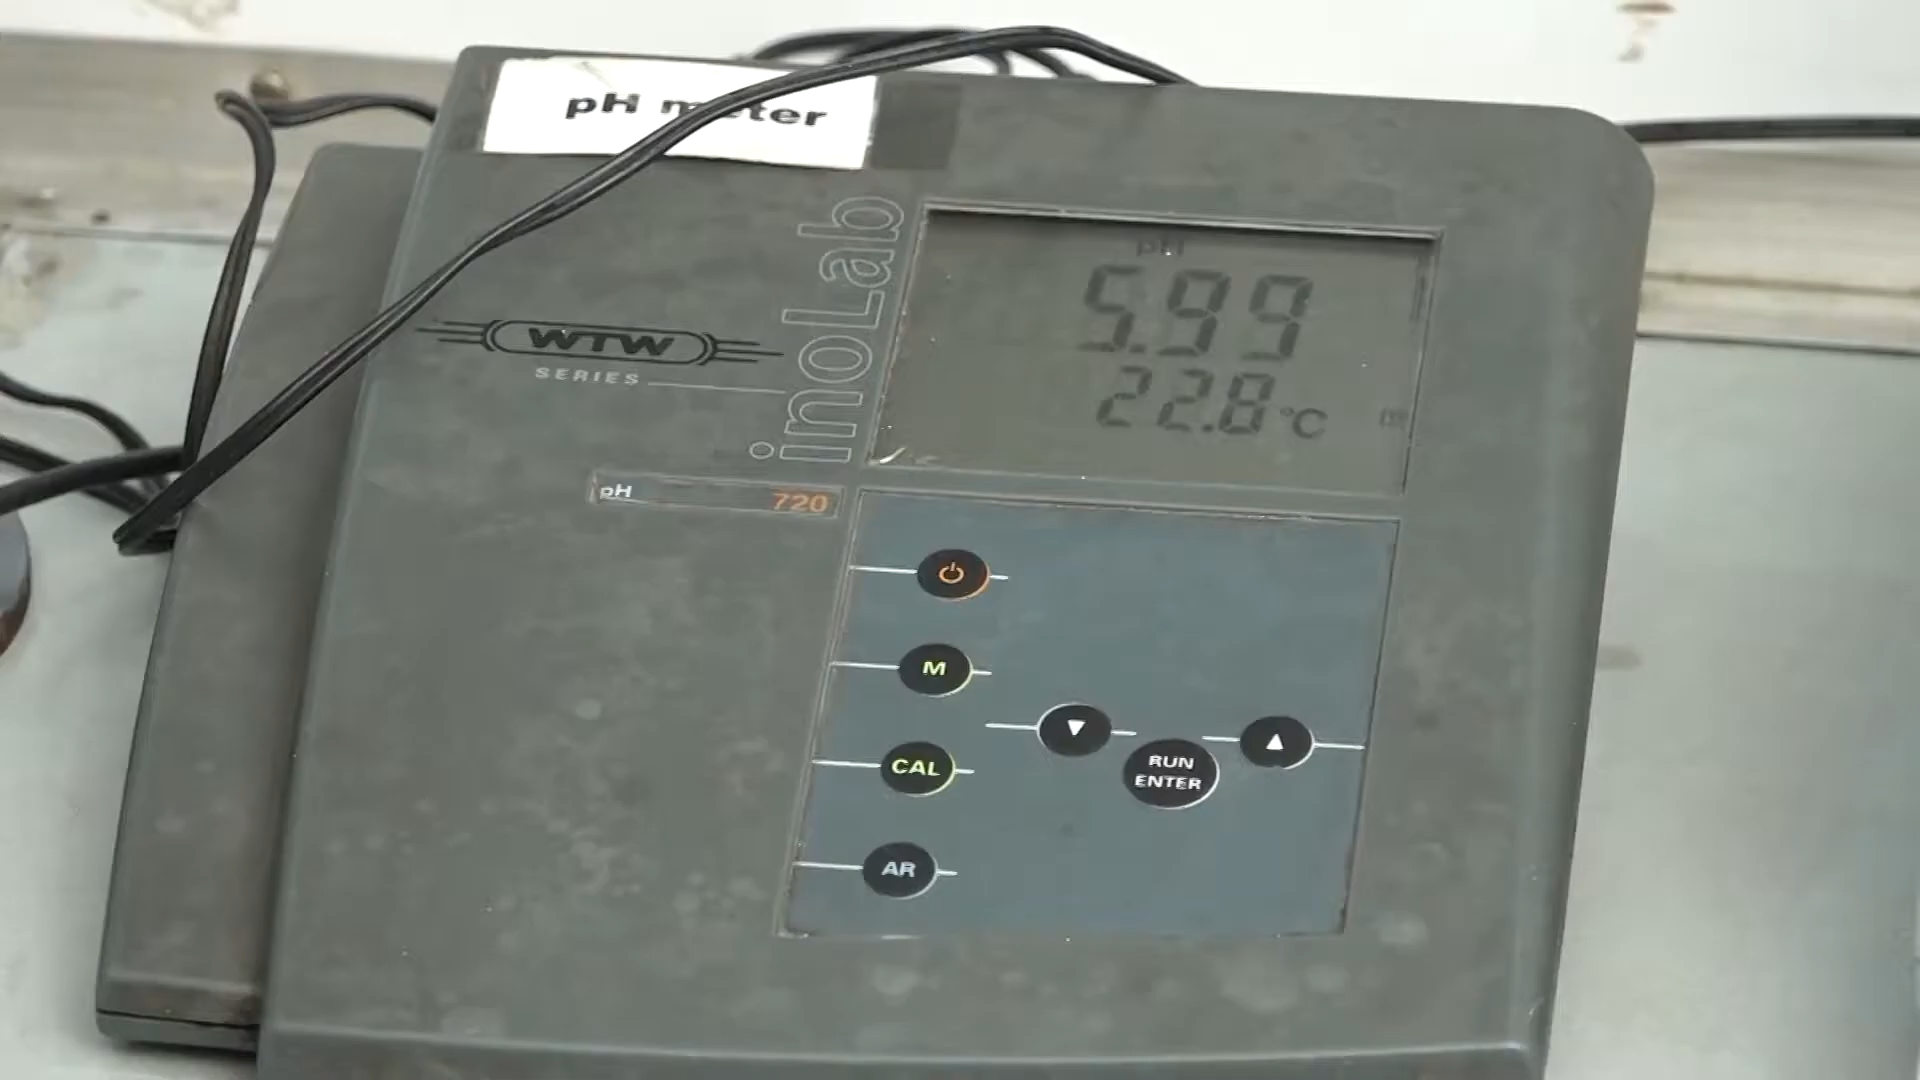 pH meter
inoLab
pH
5.99
22.8 °C
WTW
SERIES
pH 720
M
CAL
RUN
ENTER
AR